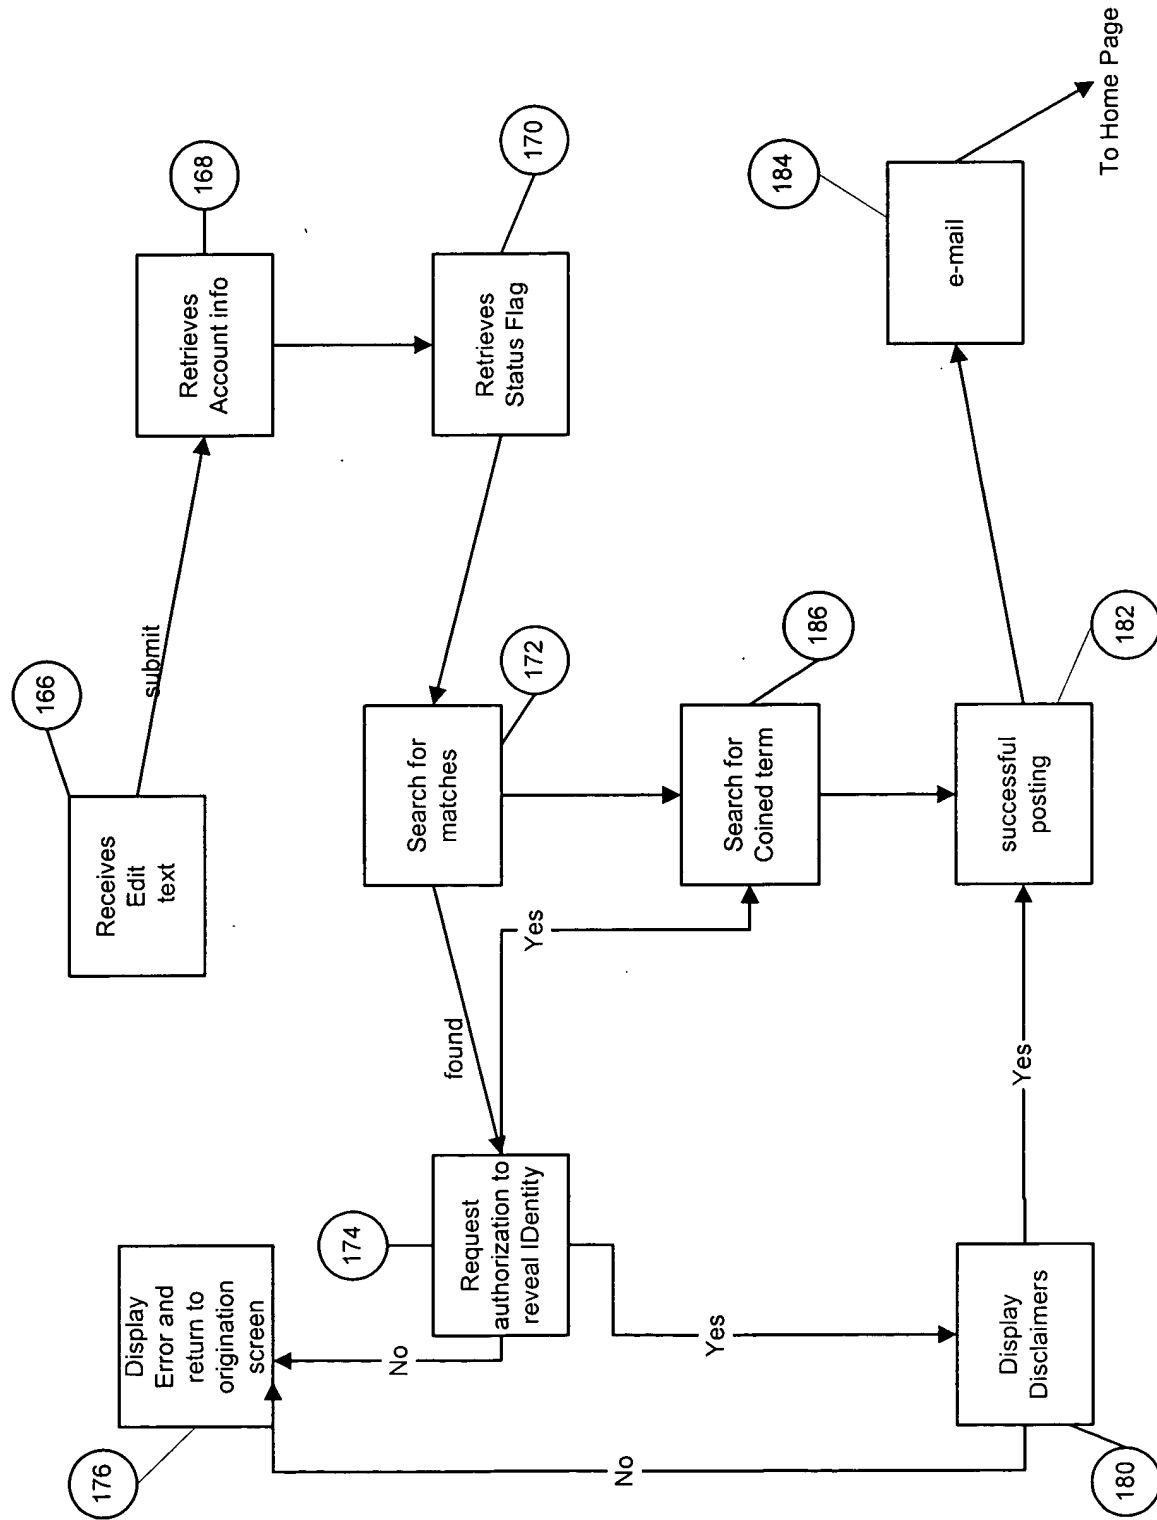 166
Receives
Edit
text
submit
168
Retrieves
Account info
170
Retrieves
Status Flag
172
Search for
matches
found
174
Request
authorization to
reveal IDentity
176
Display
Error and
return to
origination
screen
No
Yes
186
Search for
Coined term
Yes
No
180
Display
Disclaimers
Yes
182
successful
posting
184
e-mail
To Home Page